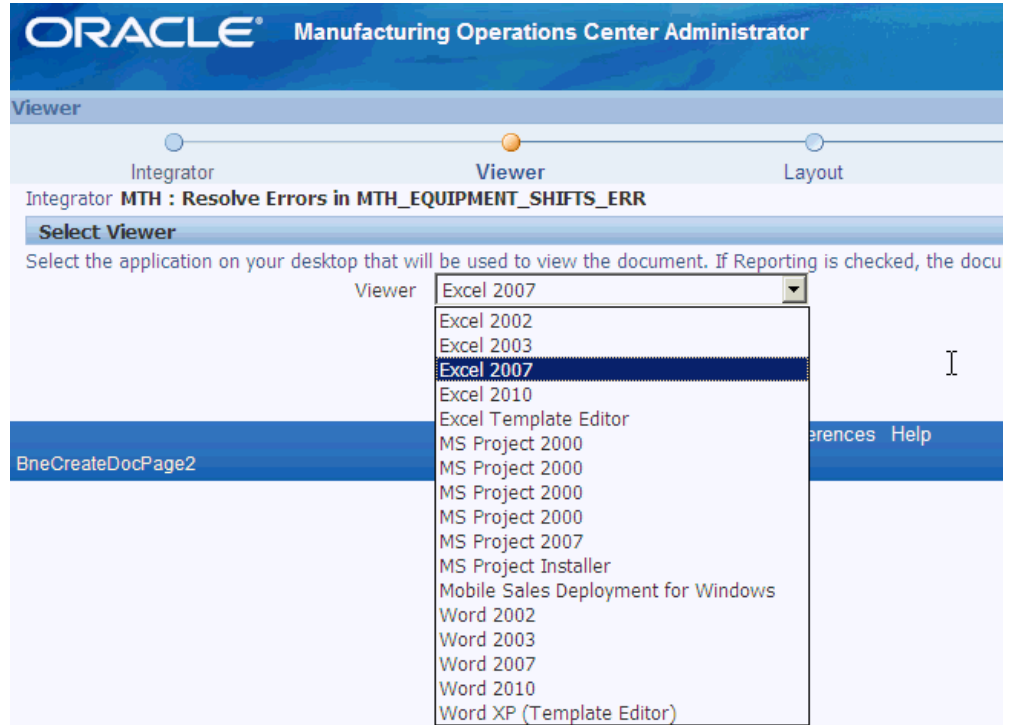 ORACLE® Manufacturing Operations Center Administrator
Viewer
Integrator Viewer Layout
Integrator MTH : Resolve Errors in MTH_EQUIPMENT_SHIFTS_ERR
Select Viewer
Select the application on your desktop that will be used to view the document. If Reporting is checked, the docu
Viewer Excel 2007
Excel 2002
Excel 2003
Excel 2007
Excel 2010
Excel Template Editor
erences Help
MS Project 2000
BneCreateDocPage2
MS Project 2000
MS Project 2000
MS Project 2000
MS Project 2007
MS Project Installer
Mobile Sales Deployment for Windows
Word 2002
Word 2003
Word 2007
Word 2010
Word XP (Template Editor)